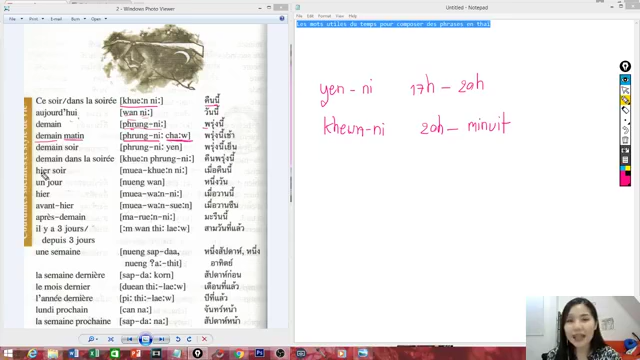 2 - Windows Photo Viewer
File Print E-mail Burn Open
Ce soir/dans la soirée [khue:n ni:] คืนนี้
aujourd'hui [wan ni:] วันนี้
demain [phrung-ni:] พรุ่งนี้
demain matin [phrung-ni: cha:w] พรุ่งนี้เช้า
demain soir [phrung-ni: yen] พรุ่งนี้เย็น
demain dans la soirée [khue:n phrung-ni:] คืนพรุ่งนี้
hier soir [muea-khue:n ni:] เมื่อคืนนี้
un jour [nueng wan] หนึ่งวัน
hier [muea-wa:n-ni:] เมื่อวานนี้
avant-hier [muea-wa:n-sue:n] เมื่อวานซืน
après-demain [ma-rue:n-ni:] มะรืนนี้
il y a 3 jours/ [:m wan thi: lae:w] สามวันที่แล้ว
depuis 3 jours
une semaine [nueng sap-daa, หนึ่งสัปดาห์, หนึ่ง
nueng ?a:-thit] อาทิตย์
la semaine dernière [sap-da: korn] สัปดาห์ก่อน
le mois dernier [duean thi:-lae:w] เดือนที่แล้ว
l'année dernière [pi: thi:-lae:w] ปีที่แล้ว
lundi prochain [can na:] จันทร์หน้า
la semaine prochaine [sap-da: na:] สัปดาห์หน้า
Untitled - Notepad
File Edit Format View Help
Les mots utiles du temps pour composer des phrases en thaï
yen-ni 17h - 20h
kheun-ni 20h - minuit